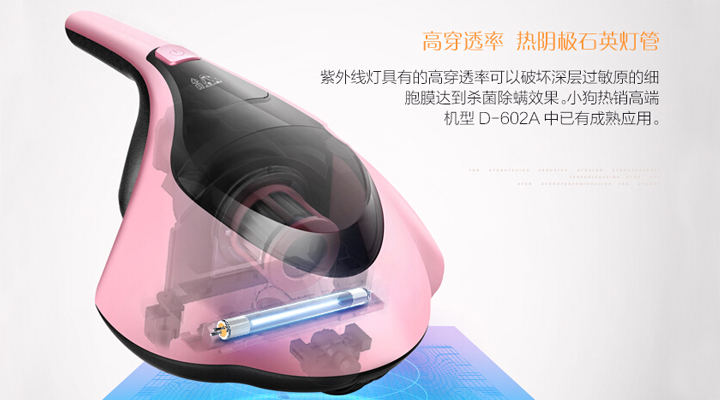 高穿透率 热阴极石英灯管
紫外线灯具有的高穿透率可以破坏深层过敏原的细
胞膜达到杀菌除螨效果。小狗热销高端
机型 D-602A 中已有成熟应用。